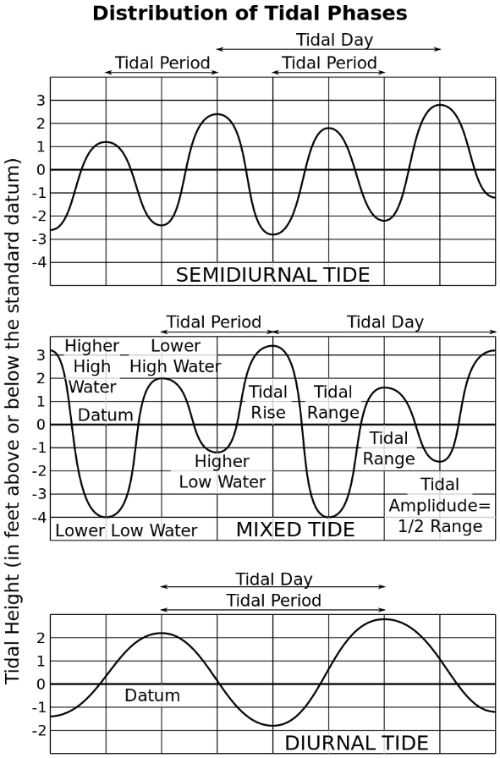 Distribution of Tidal Phases
Tidal Day
Tidal Period
Tidal Period
Tidal Height (in feet above or below the standard datum)
3
2
1
0
-1
-2
-3
-4
SEMIDIURNAL TIDE
Tidal Period
Tidal Day
3
2
1
0
-1
-2
-3
-4
Higher
High
Water
Lower
High Water
Datum
Tidal
Rise
Tidal
Range
Tidal
Range
Higher
Low Water
Tidal
Amplidude=
1/2 Range
Lower Low Water
MIXED TIDE
Tidal Day
Tidal Period
2
1
0
-1
-2
Datum
DIURNAL TIDE